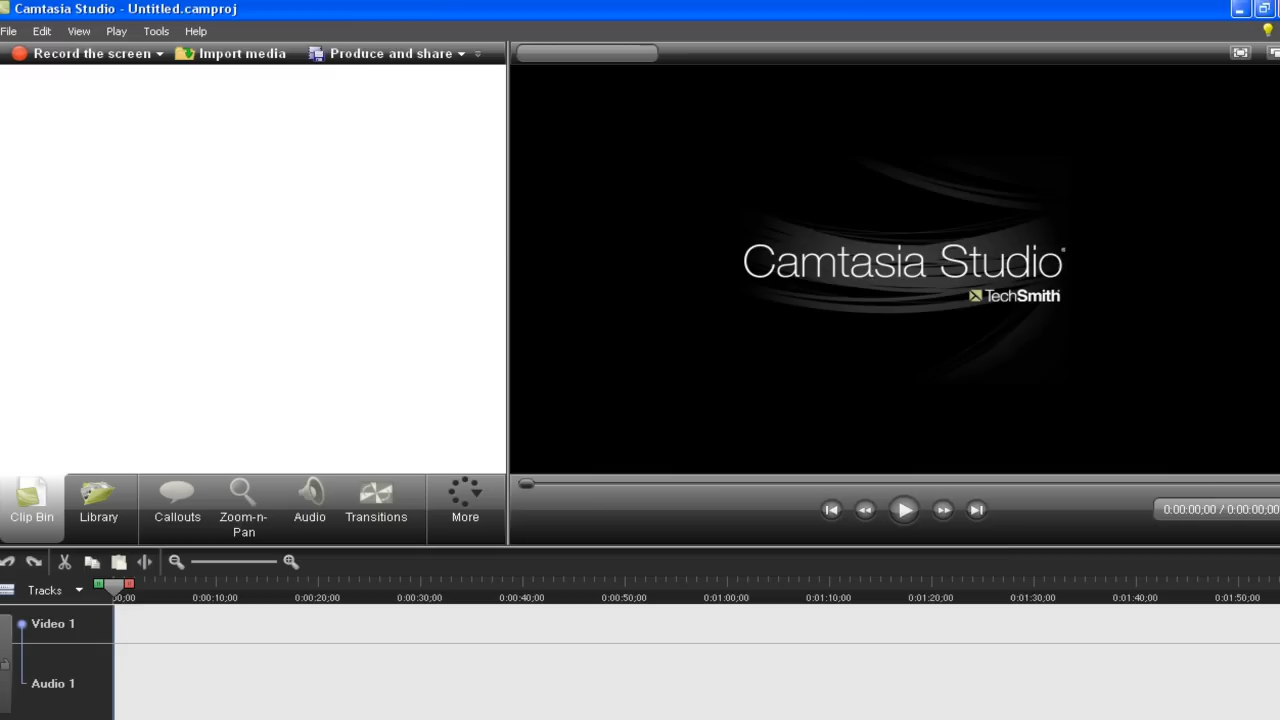 Camtasia Studio - Untitled.camproj
File Edit View Play Tools Help
Record the screen Import media Produce and share
Camtasia Studio®
TechSmith
Clip Bin Library Callouts Zoom-n-Pan Audio Transitions More
0:00:00;00 / 0:00:00;00
Tracks
00;00 0:00:10;00 0:00:20;00 0:00:30;00 0:00:40;00 0:00:50;00 0:01:00;00 0:01:10;00 0:01:20;00 0:01:30;00 0:01:40;00 0:01:50;00
Video 1
Audio 1